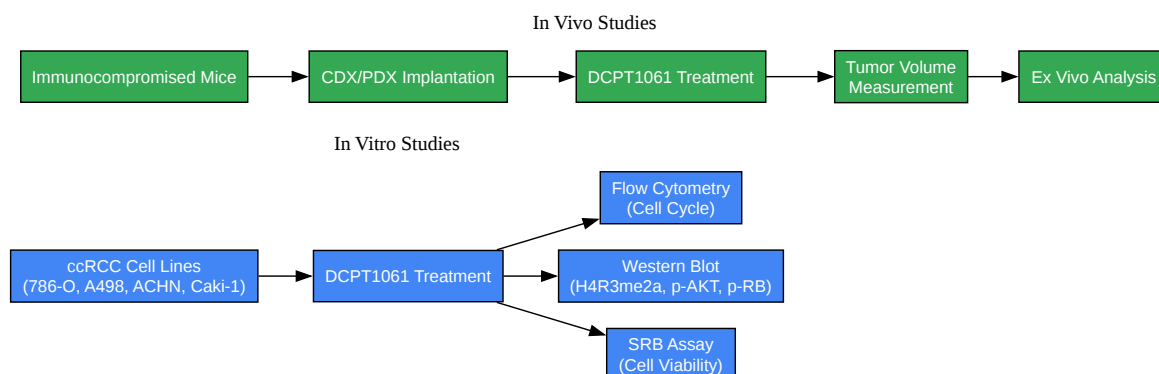 In Vivo Studies
Immunocompromised Mice
CDX/PDX Implantation
DCPT1061 Treatment
Tumor Volume
Measurement
Ex Vivo Analysis
In Vitro Studies
ccRCC Cell Lines
(786-O, A498, ACHN, Caki-1)
DCPT1061 Treatment
Flow Cytometry
(Cell Cycle)
Western Blot
(H4R3me2a, p-AKT, p-RB)
SRB Assay
(Cell Viability)